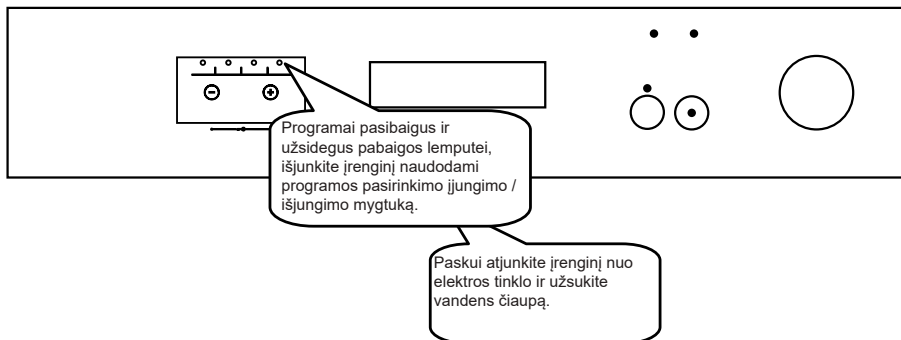 Programai pasibaigus ir
užsidegus pabaigos lemputei,
išjunkite įrenginį naudodami
programos pasirinkimo įjungimo /
išjungimo mygtuką.
Paskui atjunkite įrenginį nuo
elektros tinklo ir užsukite
vandens čiaupą.